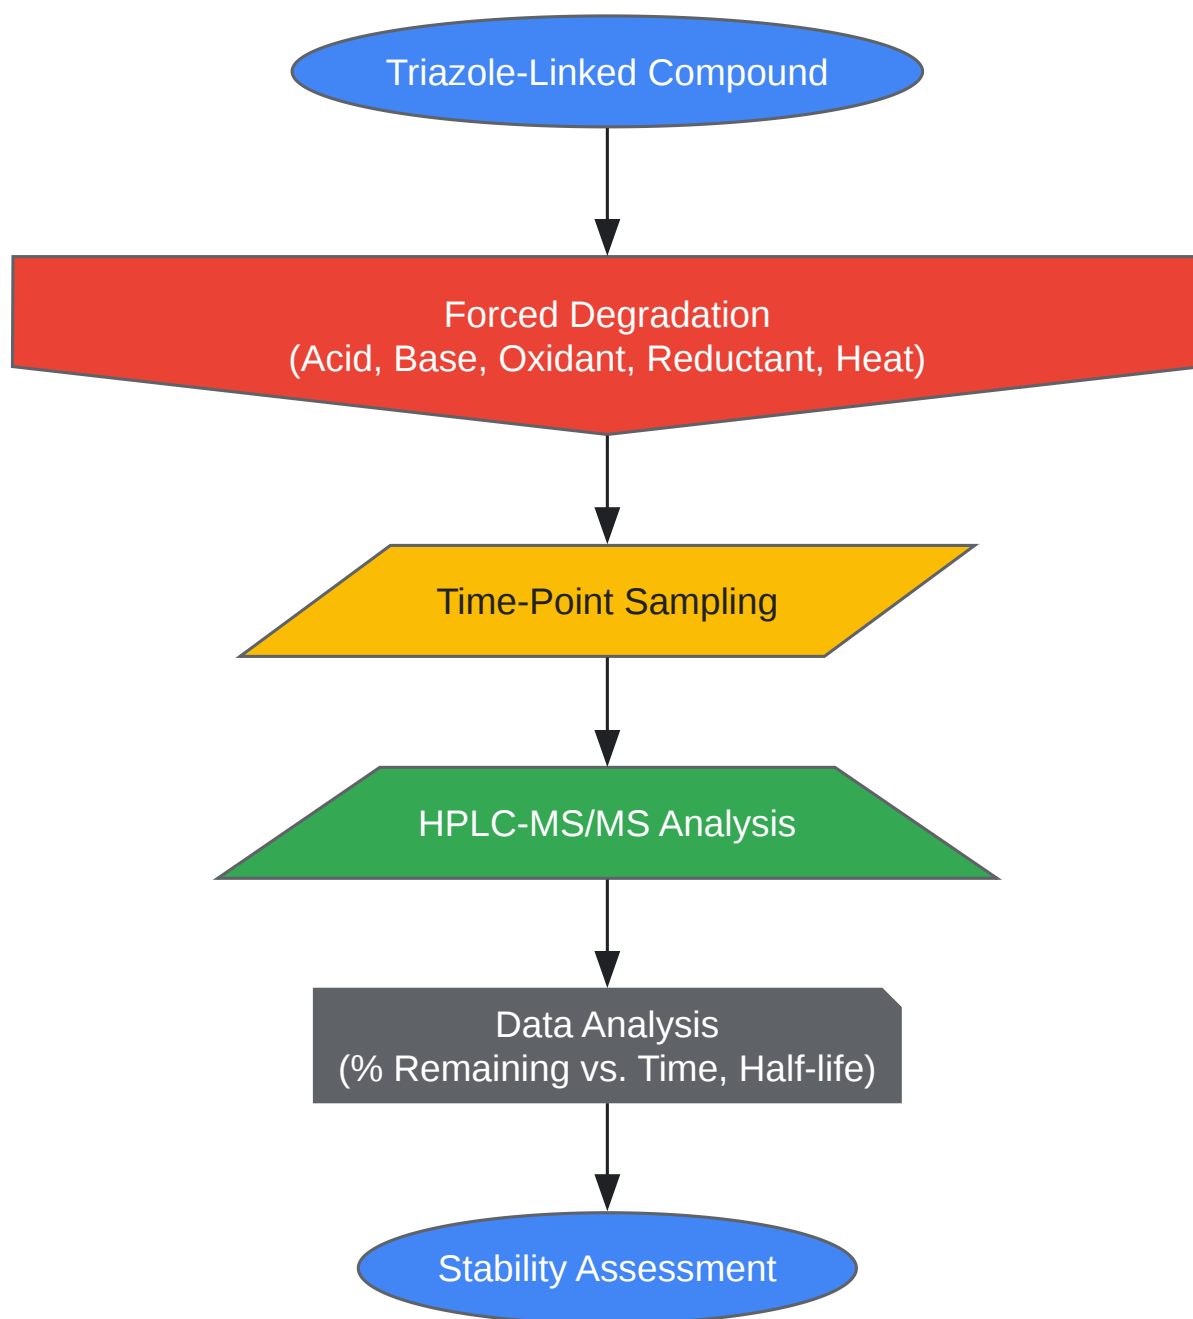 Triazole-Linked Compound
Forced Degradation
(Acid, Base, Oxidant, Reductant, Heat)
Time-Point Sampling
HPLC-MS/MS Analysis
Data Analysis
(% Remaining vs. Time, Half-life)
Stability Assessment